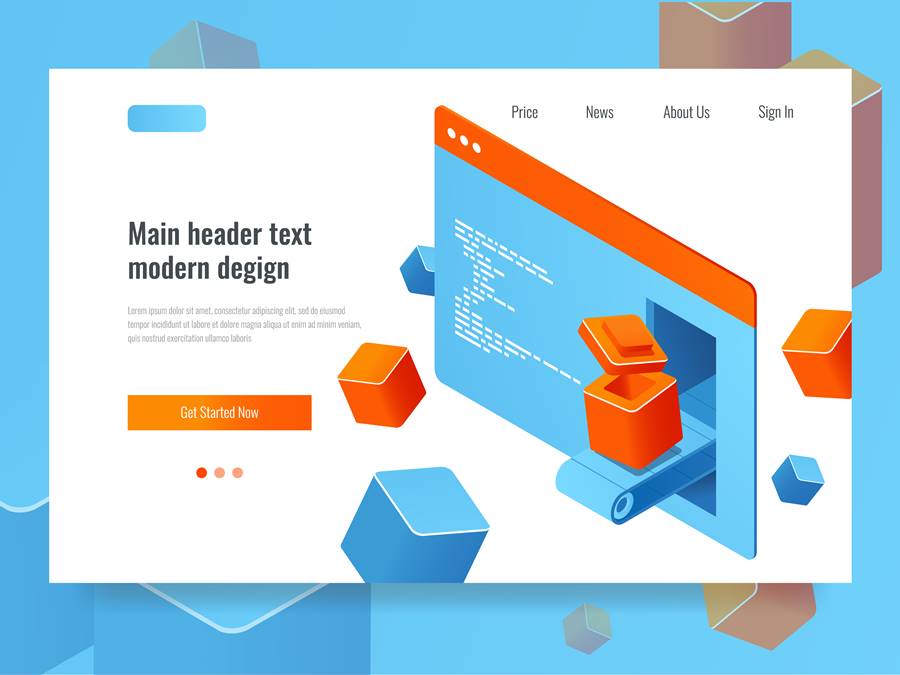 Price News About Us Sign In
Main header text
modern degign
Lorem ipsum dolor sit amet, consectetur adipiscing elit, sed do eiusmod
tempor incididunt ut labore et dolore magna aliqua ut enim ad minim veniam,
quis nostrud exercitation ullamco laboris
Get Started Now